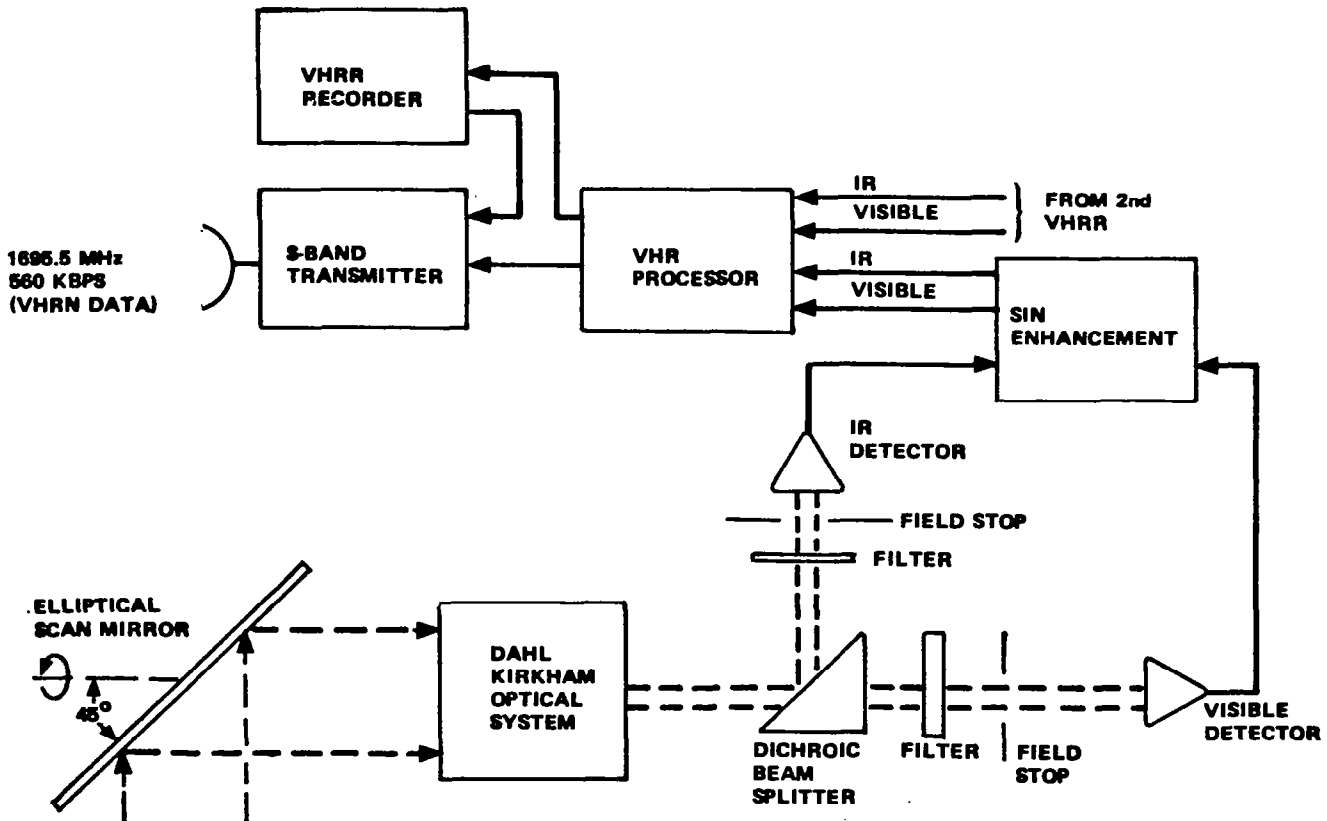 VHRR
RECORDER
IR
VISIBLE
FROM 2nd
VHRR
1695.5 MHz
560 KBPS
(VHRN DATA)
S-BAND
TRANSMITTER
VHR
PROCESSOR
IR
VISIBLE
SIN
ENHANCEMENT
IR
DETECTOR
FIELD STOP
FILTER
ELLIPTICAL
SCAN MIRROR
45°
DAHL
KIRKHAM
OPTICAL
SYSTEM
DICHROIC
BEAM
SPLITTER
FILTER
FIELD
STOP
VISIBLE
DETECTOR